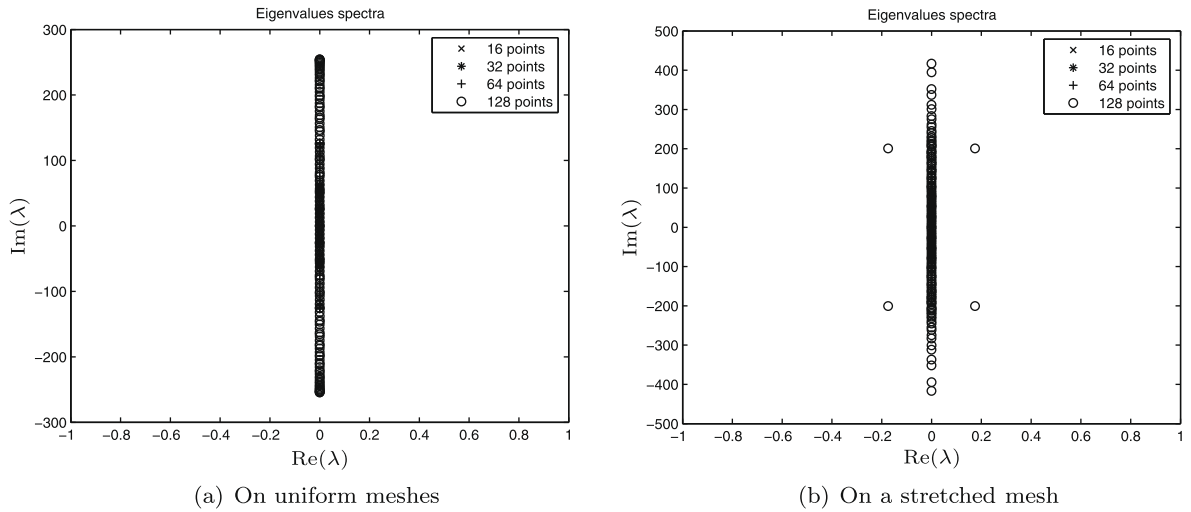 Eigenvalues spectra
300
200
100
0
−100
−200
−300
Im(λ)
−1 −0.8 −0.6 −0.4 −0.2 0 0.2 0.4 0.6 0.8 1
Re(λ)
16 points
32 points
64 points
128 points
(a) On uniform meshes
Eigenvalues spectra
500
400
300
200
100
0
−100
−200
−300
−400
−500
Im(λ)
−1 −0.8 −0.6 −0.4 −0.2 0 0.2 0.4 0.6 0.8 1
Re(λ)
16 points
32 points
64 points
128 points
(b) On a stretched mesh